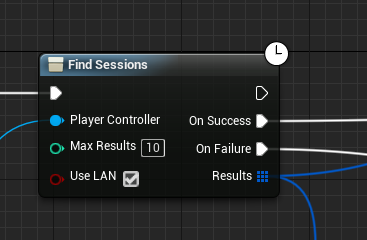 Find Sessions
Player Controller
On Success
Max Results 10
On Failure
Use LAN
Results